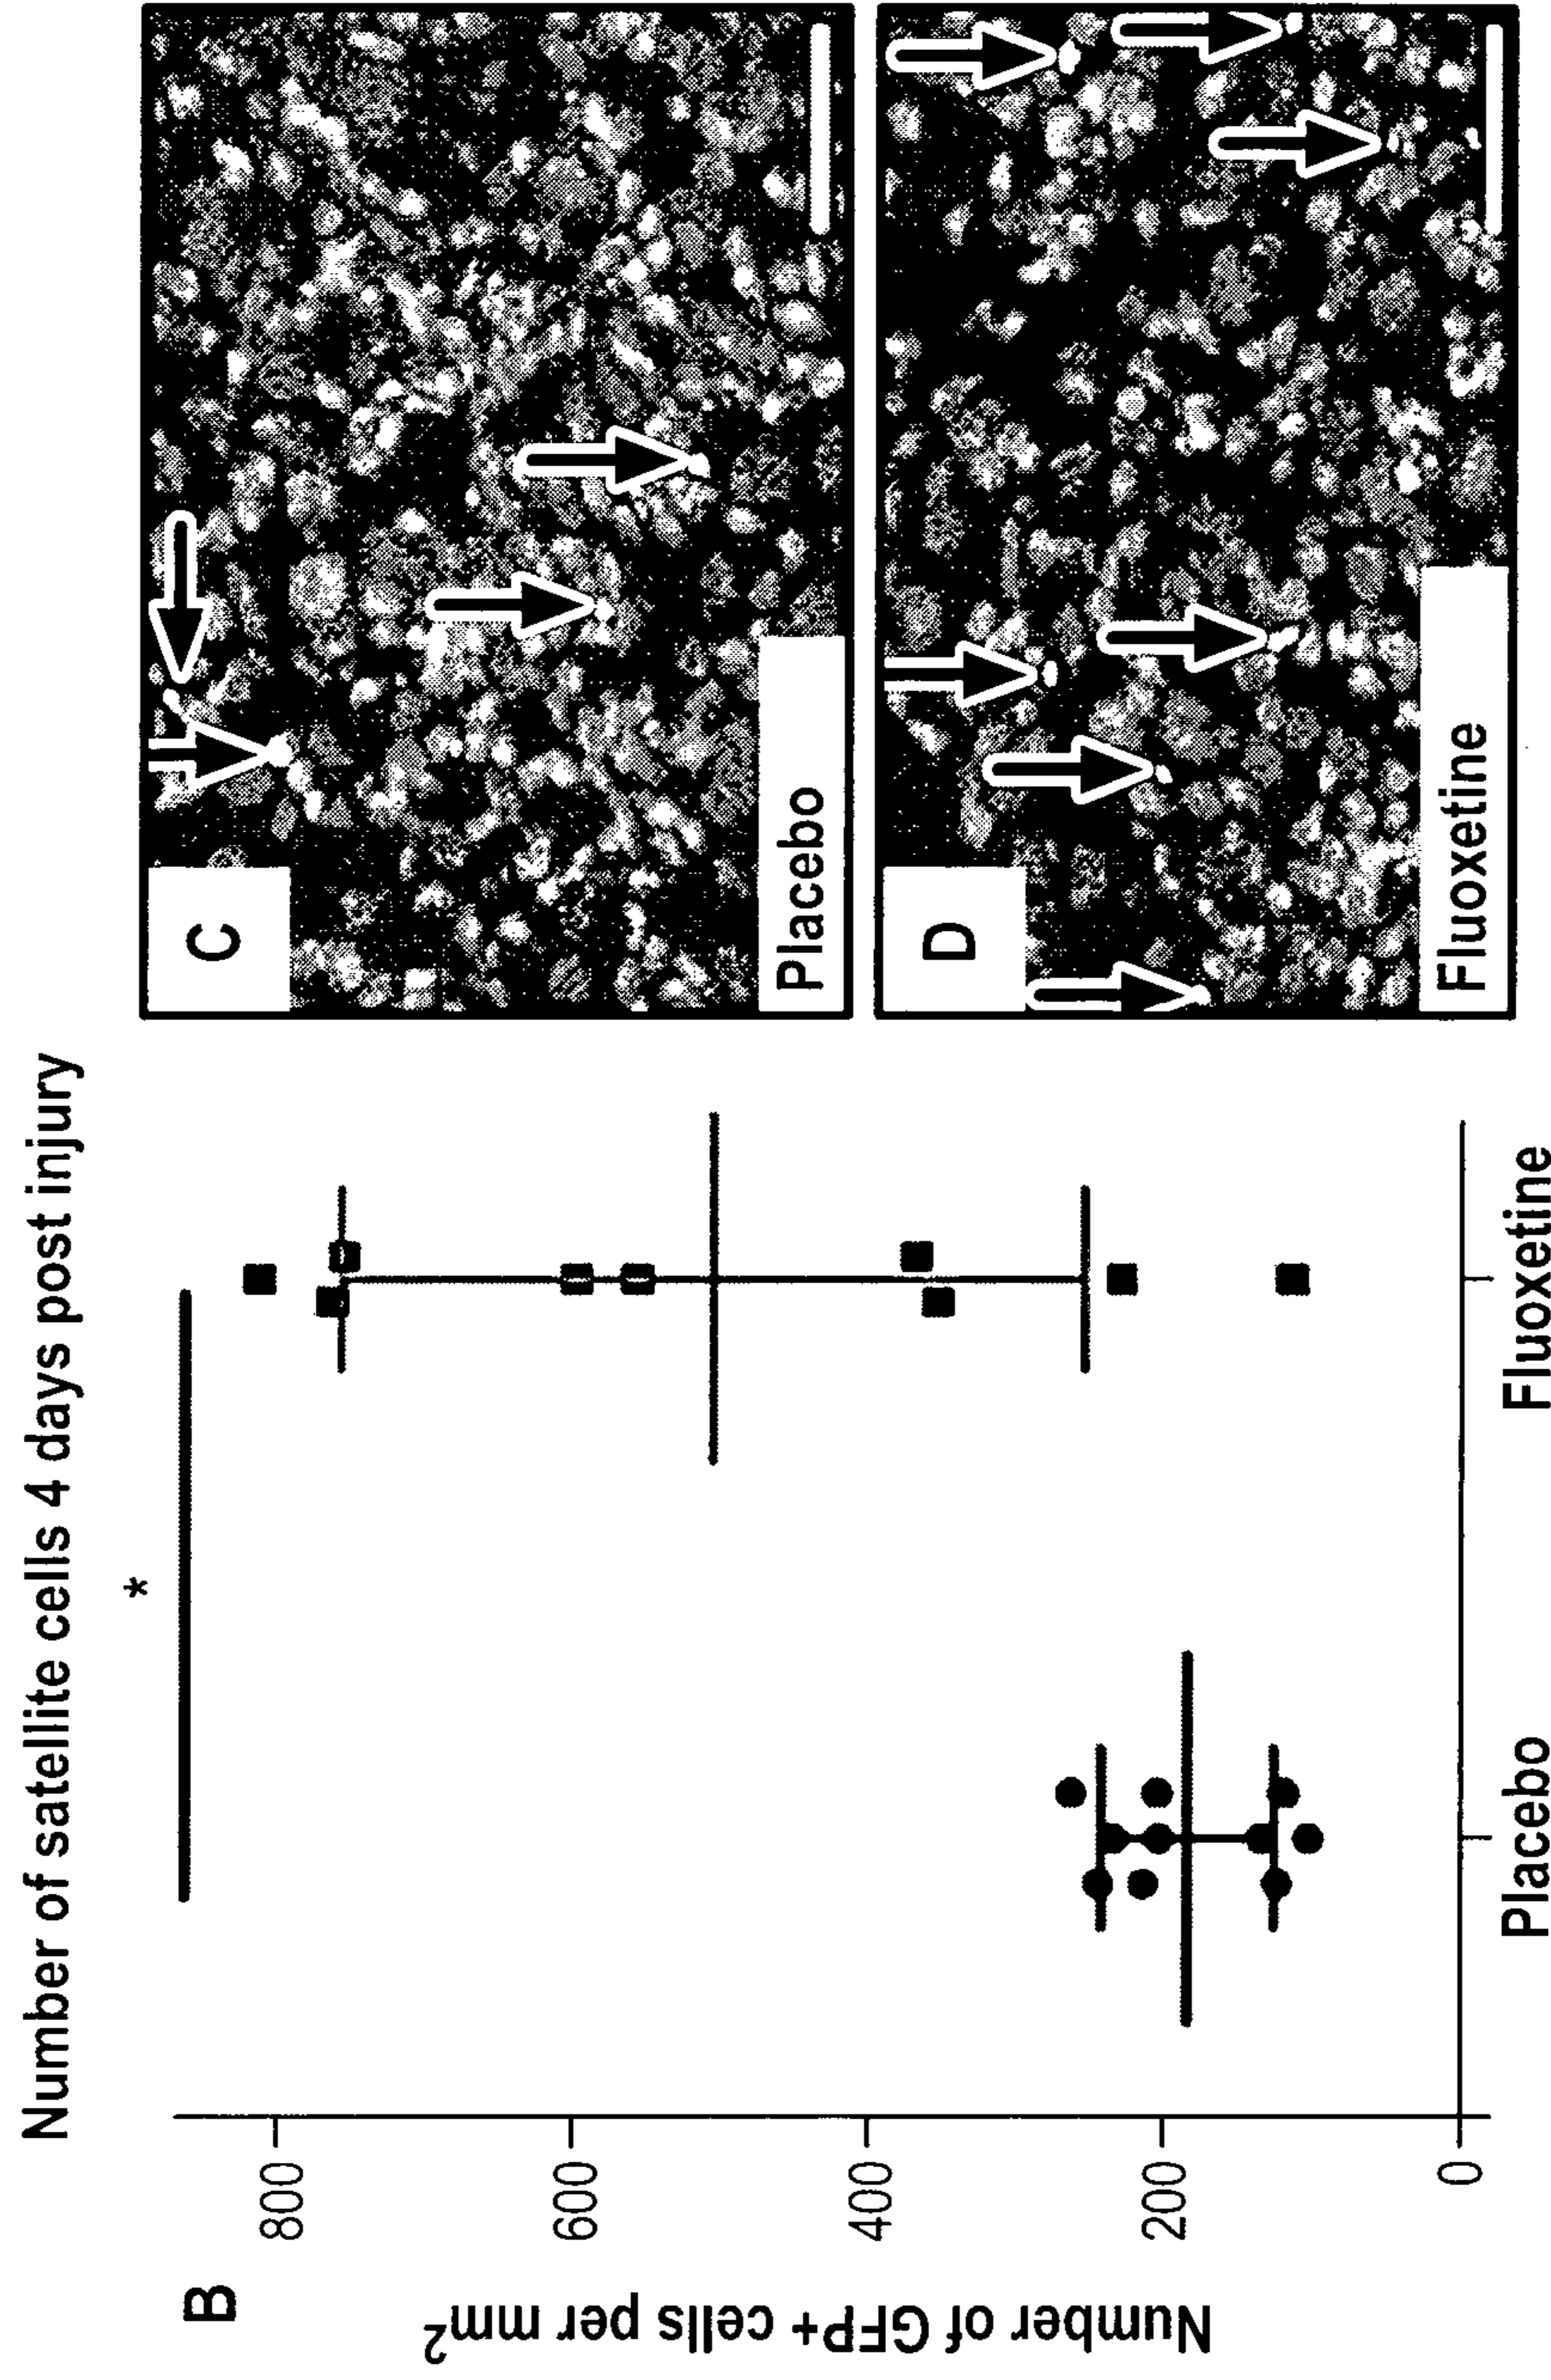 Number of satellite cells 4 days post injury
B
*
Number of GFP+ cells per mm²
800
600
400
200
0
Placebo
Fluoxetine
C
Placebo
D
Fluoxetine